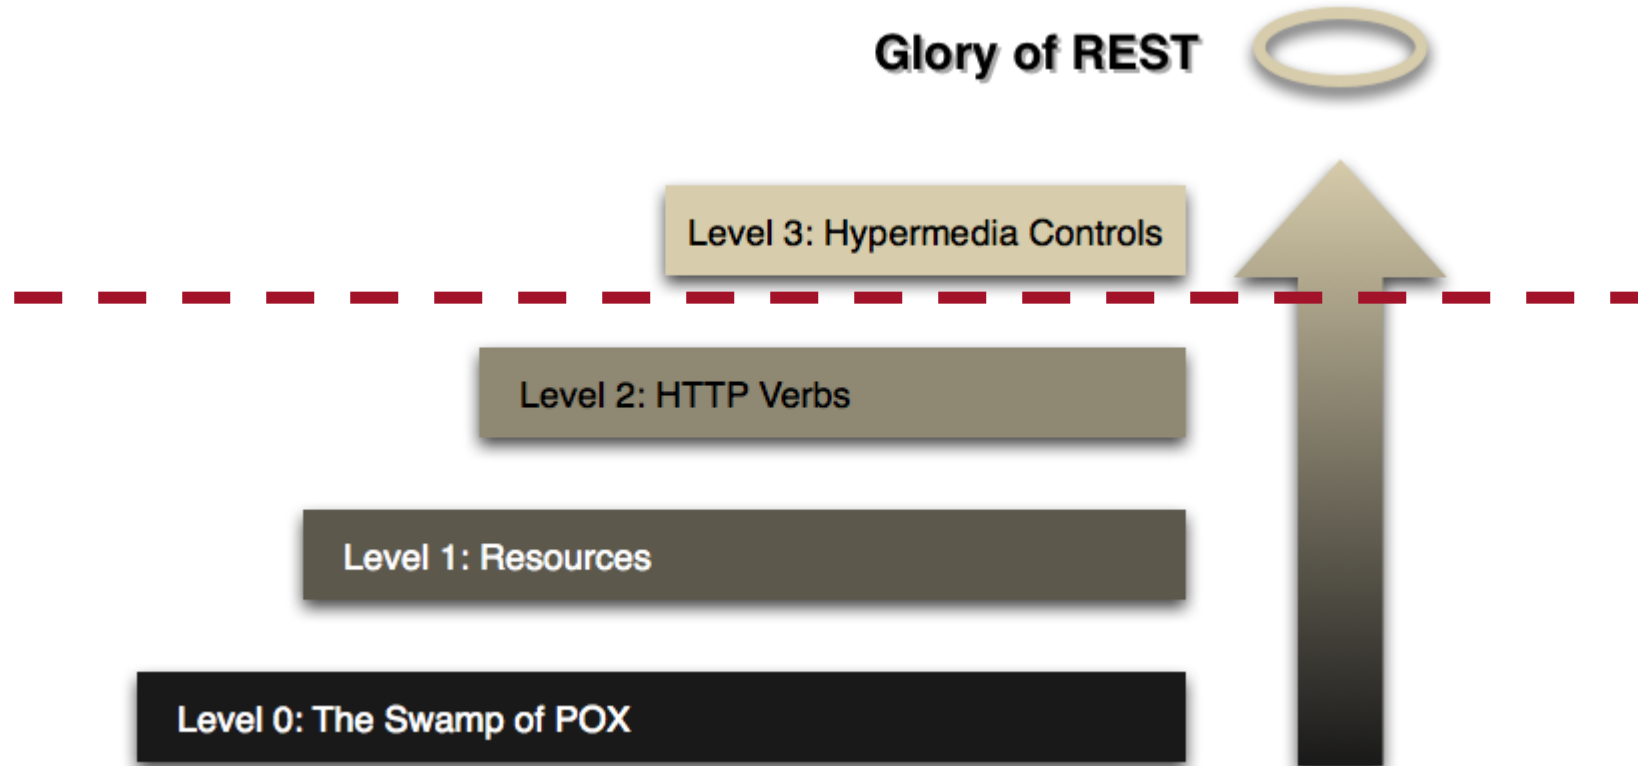 Glory of REST
Level 3: Hypermedia Controls
Level 2: HTTP Verbs
Level 1: Resources
Level 0: The Swamp of POX